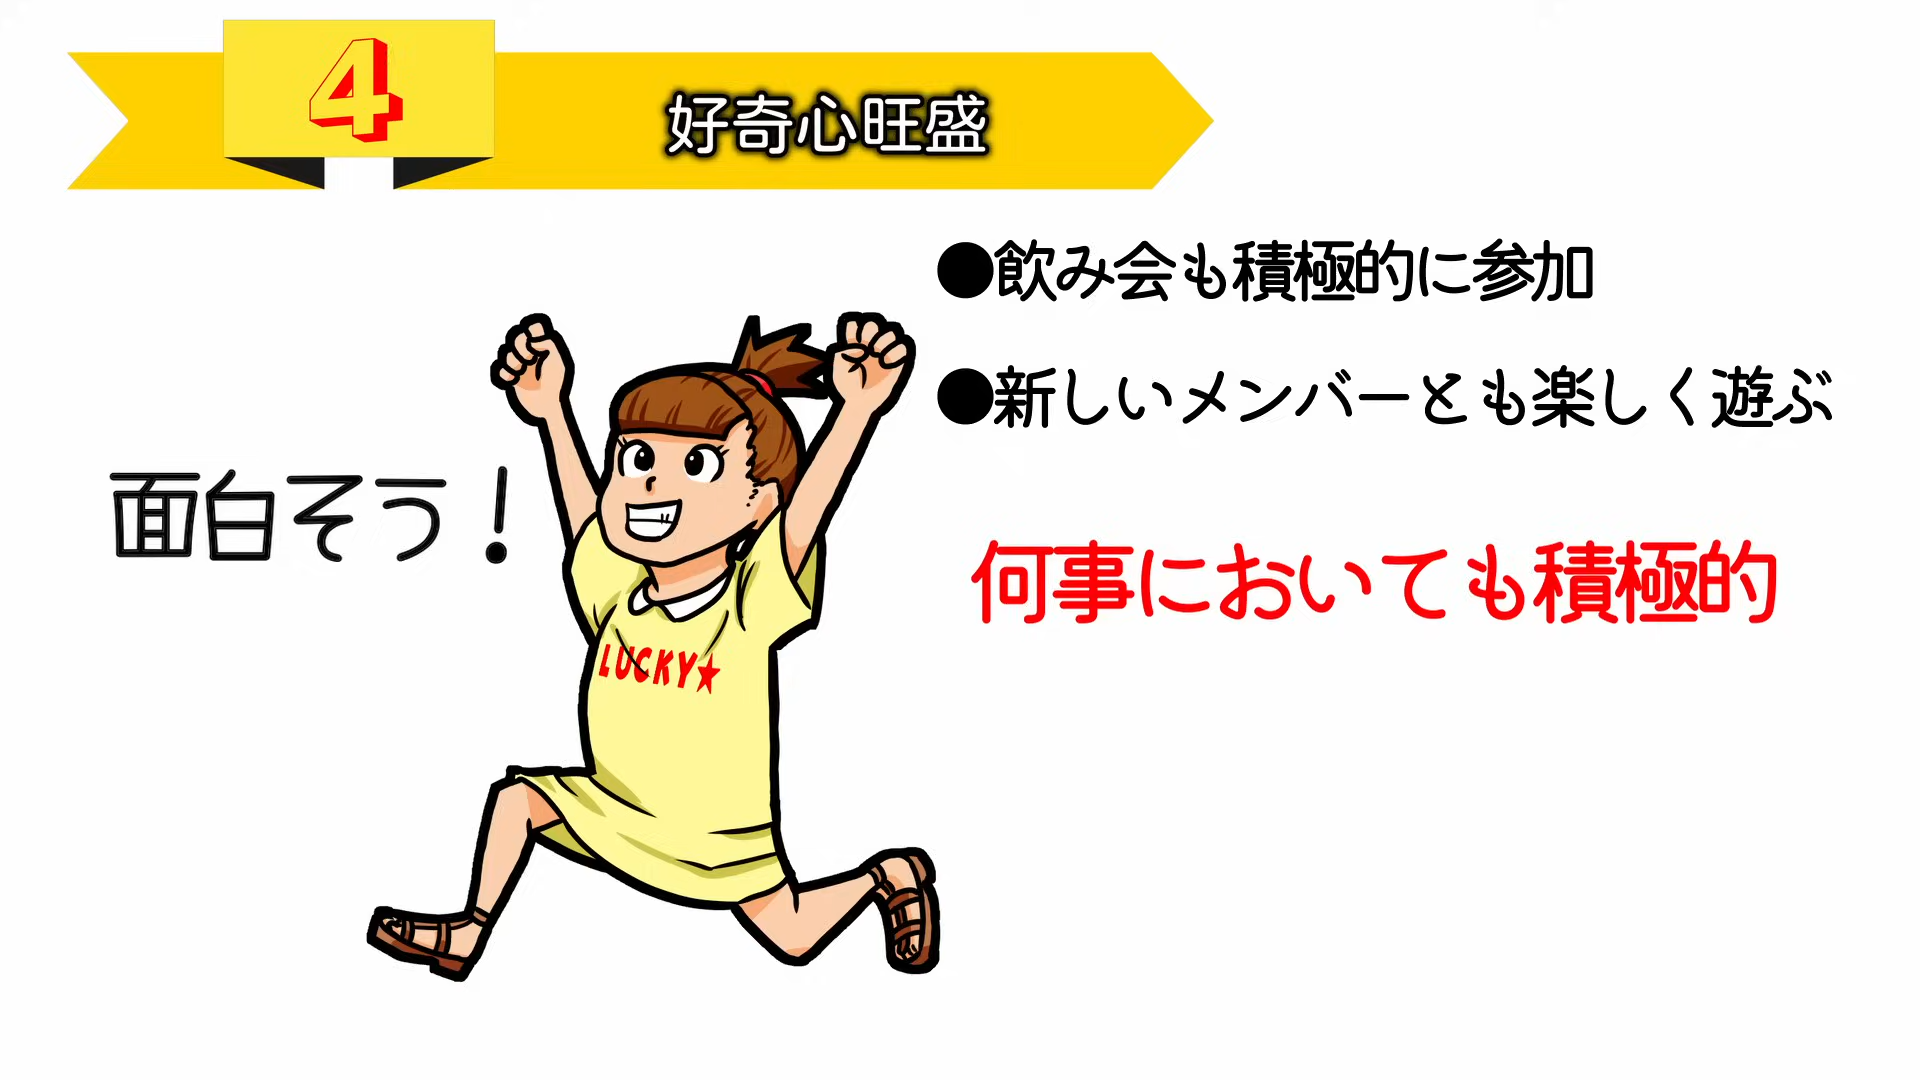 4
好奇心旺盛
●飲み会も積極的に参加
●新しいメンバーとも楽しく遊ぶ
面白そう！
何事においても積極的
LUCKY★